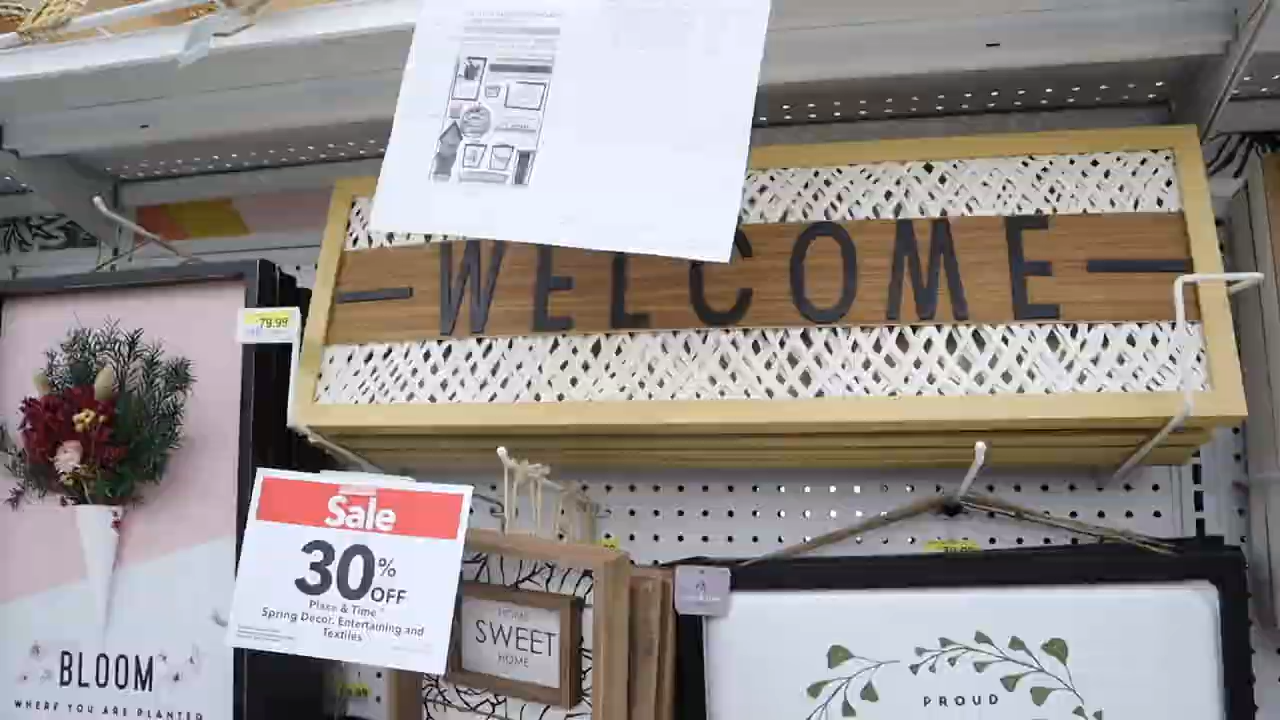 WELCOME
79.99
Sale
30% OFF
Place & Time
Spring Decor, Entertaining and
Textiles
HOME
SWEET
HOME
BLOOM
WHERE YOU ARE PLANTED
PROUD